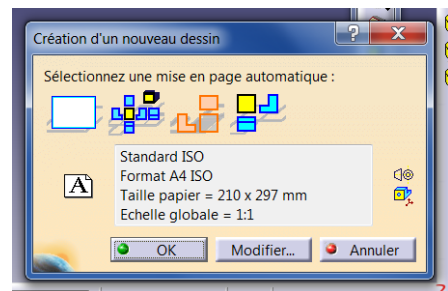 Création d'un nouveau dessin
Sélectionnez une mise en page automatique :
Standard ISO
Format A4 ISO
Taille papier = 210 x 297 mm
Echelle globale = 1:1
A
OK Modifier... Annuler